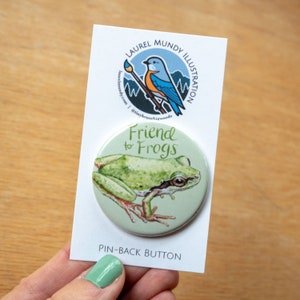 Laurel Mundy Illustration
Friend
to Frogs
Pin-Back Button